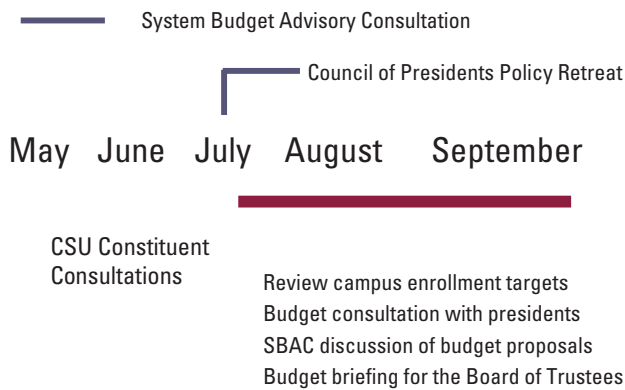 System Budget Advisory Consultation
Council of Presidents Policy Retreat
May June July August September
CSU Constituent
Consultations
Review campus enrollment targets
Budget consultation with presidents
SBAC discussion of budget proposals
Budget briefing for the Board of Trustees